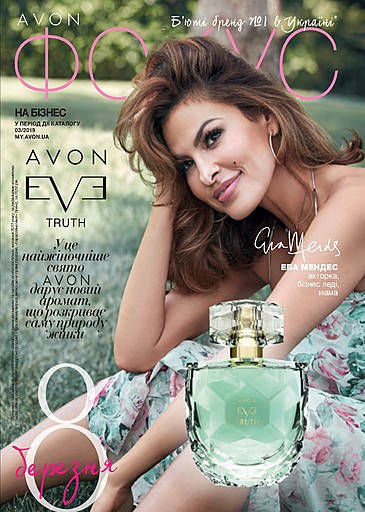 AVON
Б'юті бренд №1 в Україні*
ФОКУС
НА БІЗНЕС
У ПЕРІОД ДІЇ КАТАЛОГУ
03/2019
MY.AVON.UA
AVON
EVE
TRUTH
У це
найжіночніше
свято
AVON
дарує новий
аромат,
що розкриває
саму природу
жінки
Eva Mendes
ЕВА МЕНДЕС
акторка,
бізнес леді,
мама
AVON
EVE
TRUTH
8
березня